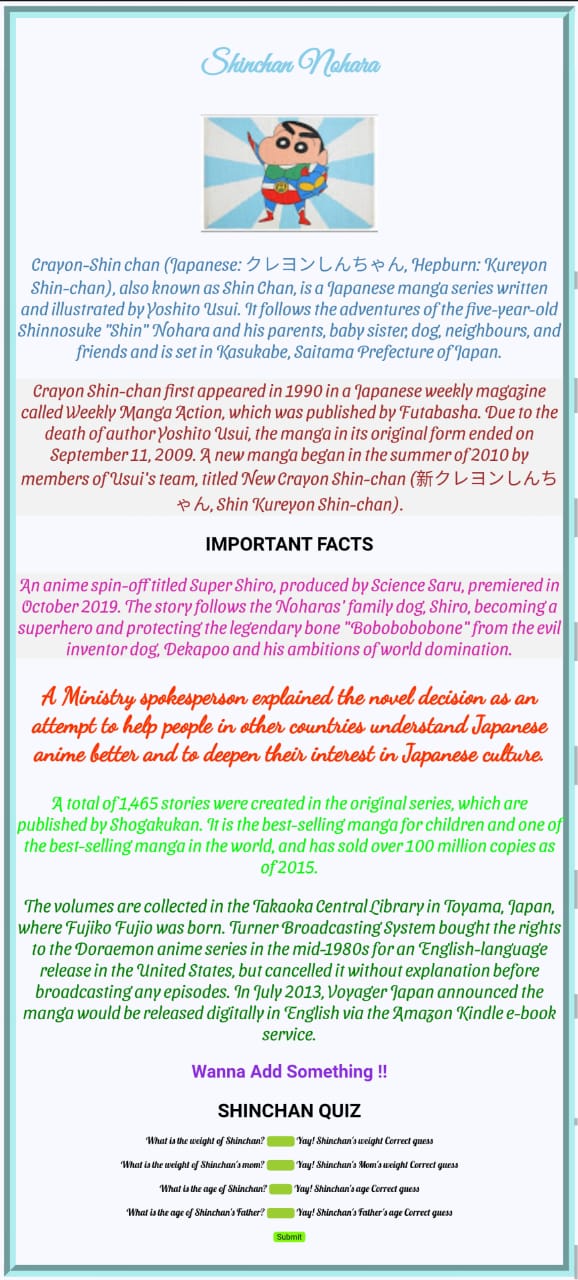 Shinchan Nohara
Crayon-Shin chan (Japanese: クレヨンしんちゃん, Hepburn: Kureyon
Shin-chan), also known as Shin Chan, is a Japanese manga series written
and illustrated by Yoshito Usui. It follows the adventures of the five-year-old
Shinnosuke "Shin" Nohara and his parents, baby sister, dog, neighbours, and
friends and is set in Kasukabe, Saitama Prefecture of Japan.
Crayon Shin-chan first appeared in 1990 in a Japanese weekly magazine
called Weekly Manga Action, which was published by Futabasha. Due to the
death of author Yoshito Usui, the manga in its original form ended on
September 11, 2009. A new manga began in the summer of 2010 by
members of Usui's team, titled New Crayon Shin-chan (新クレヨンしんち
ゃん, Shin Kureyon Shin-chan).
IMPORTANT FACTS
An anime spin-off titled Super Shiro, produced by Science Saru, premiered in
October 2019. The story follows the Noharas' family dog, Shiro, becoming a
superhero and protecting the legendary bone "Bobobobobone" from the evil
inventor dog, Dekapoo and his ambitions of world domination.
A Ministry spokesperson explained the novel decision as an
attempt to help people in other countries understand Japanese
anime better and to deepen their interest in Japanese culture.
A total of 1,465 stories were created in the original series, which are
published by Shogakukan. It is the best-selling manga for children and one of
the best-selling manga in the world, and has sold over 100 million copies as
of 2015.
The volumes are collected in the Takaoka Central Library in Toyama, Japan,
where Fujiko Fujio was born. Turner Broadcasting System bought the rights
to the Doraemon anime series in the mid-1980s for an English-language
release in the United States, but cancelled it without explanation before
broadcasting any episodes. In July 2013, Voyager Japan announced the
manga would be released digitally in English via the Amazon Kindle e-book
service.
Wanna Add Something !!
SHINCHAN QUIZ
What is the weight of Shinchan? Yay! Shinchan's weight Correct guess
What is the weight of Shinchan's mom? Yay! Shinchan's Mom's weight Correct guess
What is the age of Shinchan? Yay! Shinchan's age Correct guess
What is the age of Shinchan's Father? Yay! Shinchan's Father's age Correct guess
Submit